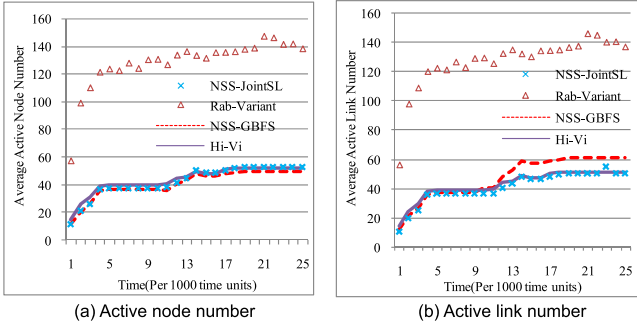 Average Active Node Number
160
140
120
100
80
60
40
20
0
NSS-JointSL
Rab-Variant
NSS-GBFS
Hi-Vi
1 5 9 13 17 21 25
Time(Per 1000 time units)
(a) Active node number
Average Active Link Number
160
140
120
100
80
60
40
20
0
NSS-JointSL
Rab-Variant
NSS-GBFS
Hi-Vi
1 5 9 13 17 21 25
Time(Per 1000 time units)
(b) Active link number